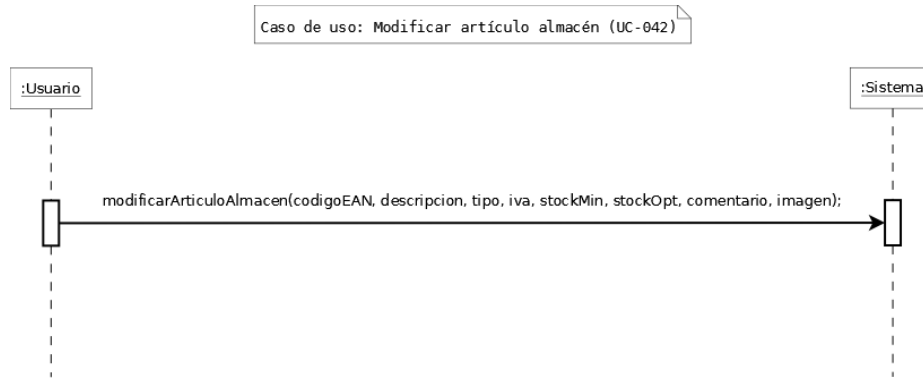 Caso de uso: Modificar artículo almacén (UC-042)
:Usuario
:Sistema
modificarArticuloAlmacen(codigoEAN, descripcion, tipo, iva, stockMin, stockOpt, comentario, imagen);